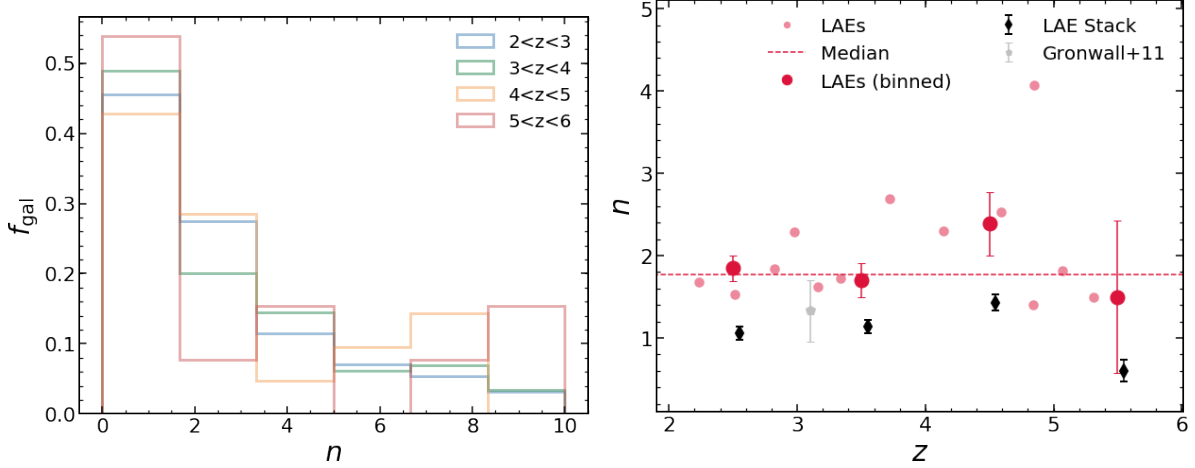 f_gal
0.5
0.4
0.3
0.2
0.1
0.0
2<z<3
3<z<4
4<z<5
5<z<6
0 2 4 6 8 10
n
n
5
4
3
2
1
LAEs
Median
LAEs (binned)
LAE Stack
Gronwall+11
2 3 4 5 6
z